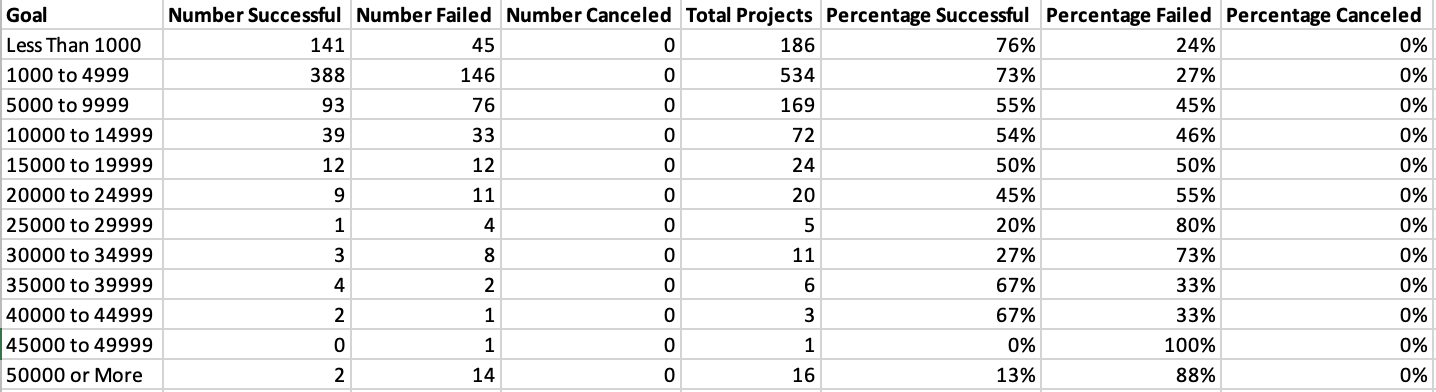 Goal Number Successful Number Failed Number Canceled Total Projects Percentage Successful Percentage Failed Percentage Canceled
Less Than 1000 141 45 0 186 76% 24% 0%
1000 to 4999 388 146 0 534 73% 27% 0%
5000 to 9999 93 76 0 169 55% 45% 0%
10000 to 14999 39 33 0 72 54% 46% 0%
15000 to 19999 12 12 0 24 50% 50% 0%
20000 to 24999 9 11 0 20 45% 55% 0%
25000 to 29999 1 4 0 5 20% 80% 0%
30000 to 34999 3 8 0 11 27% 73% 0%
35000 to 39999 4 2 0 6 67% 33% 0%
40000 to 44999 2 1 0 3 67% 33% 0%
45000 to 49999 0 1 0 1 0% 100% 0%
50000 or More 2 14 0 16 13% 88% 0%